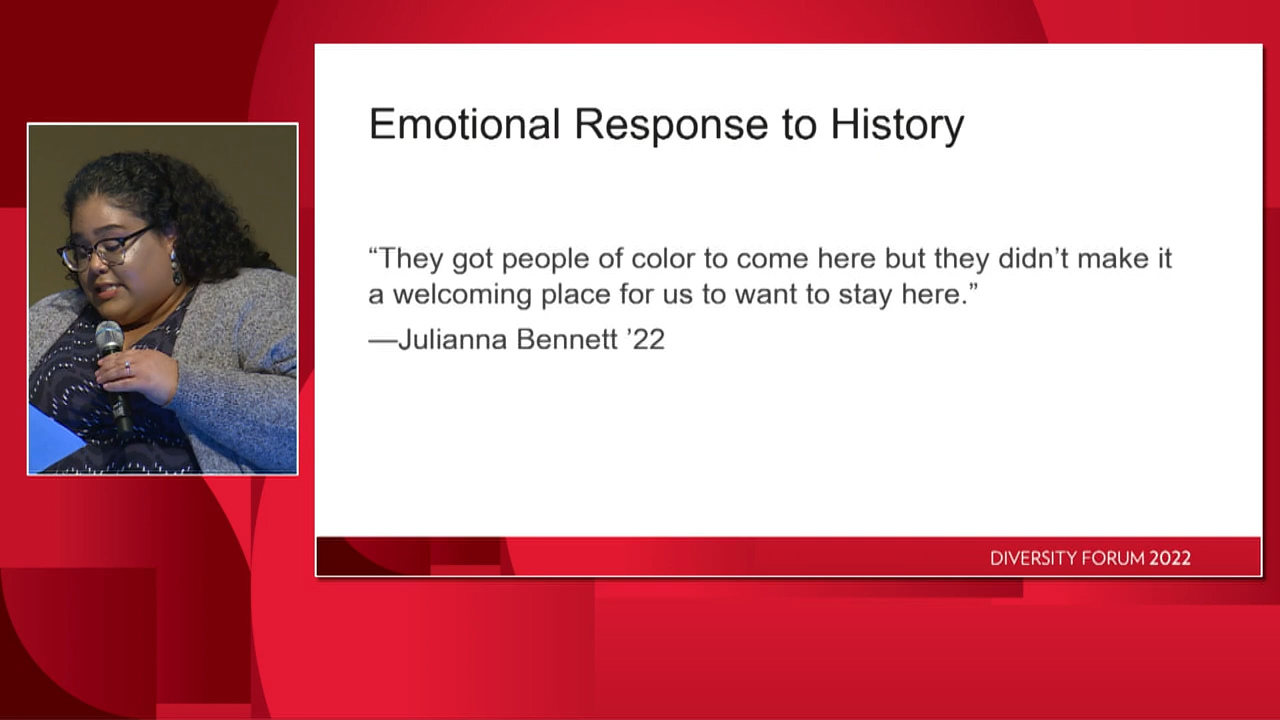 Emotional Response to History
“They got people of color to come here but they didn’t make it
a welcoming place for us to want to stay here.”
—Julianna Bennett ’22
DIVERSITY FORUM 2022